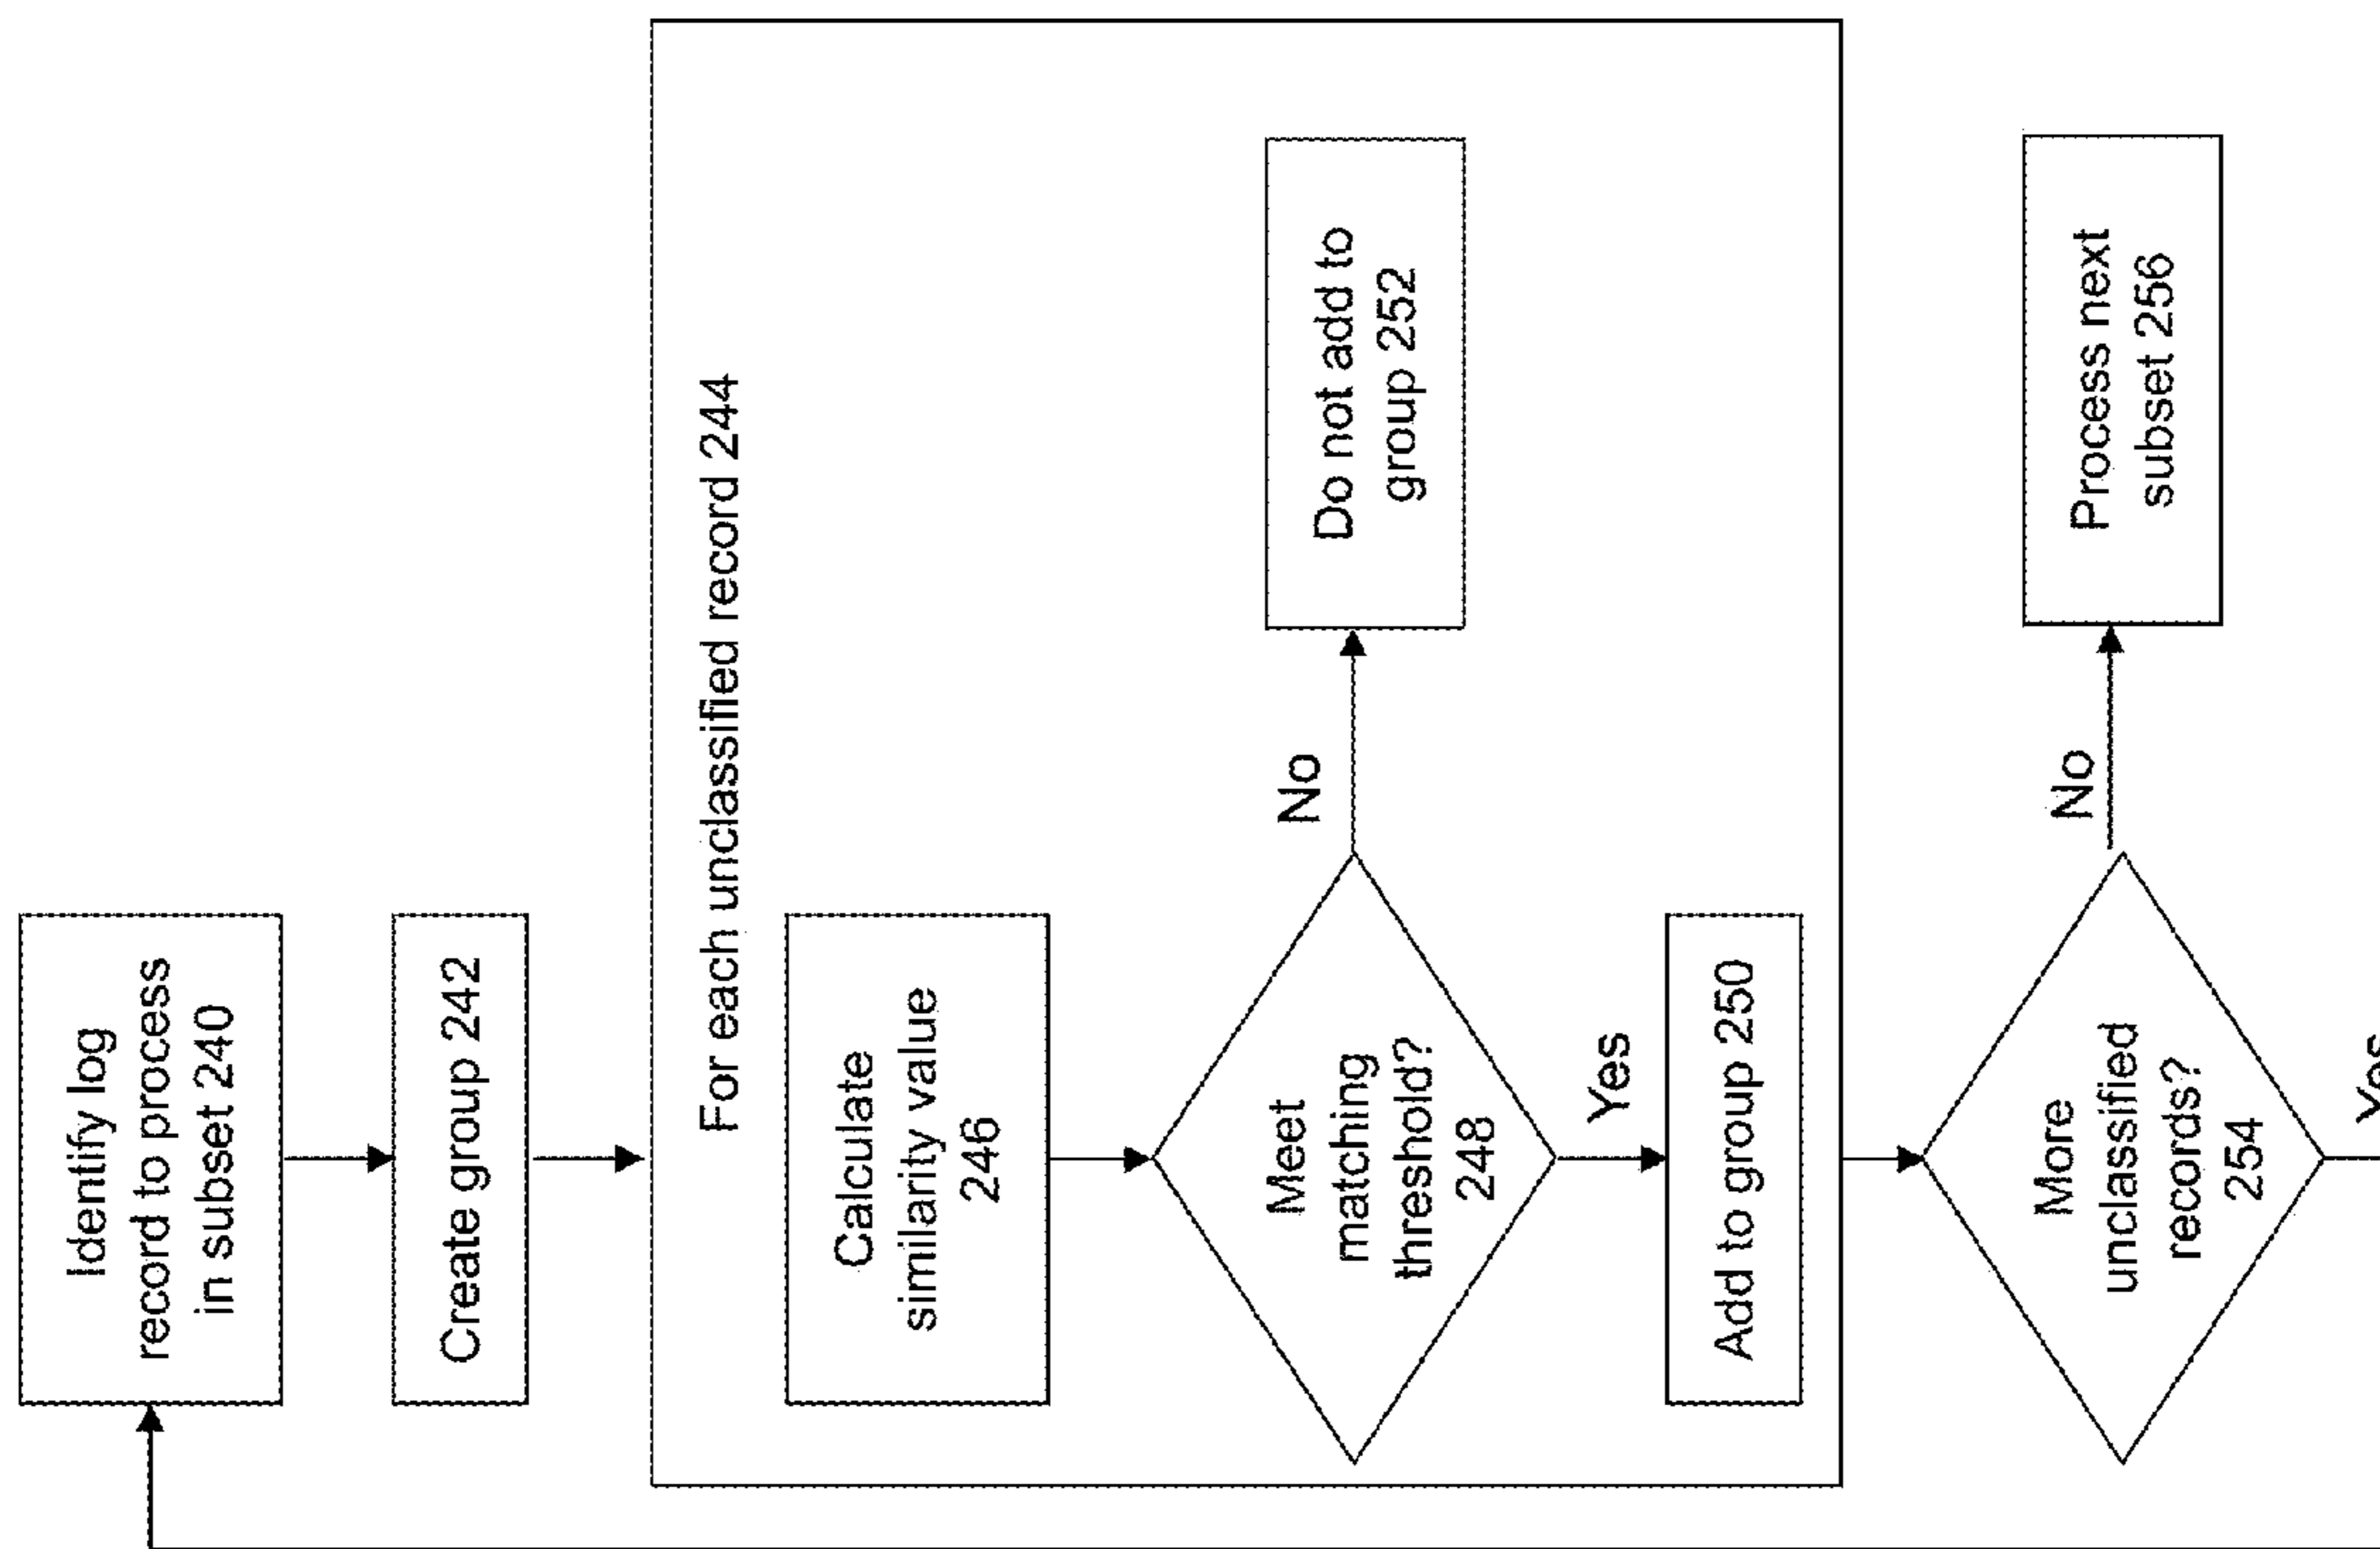 Identify log
record to process
in subset 240
Create group 242
For each unclassified record 244
Calculate
similarity value
246
Meet
matching
threshold?
248
No
Do not add to
group 252
Yes
Add to group 250
More
unclassified
records?
254
No
Process next
subset 256
Yes